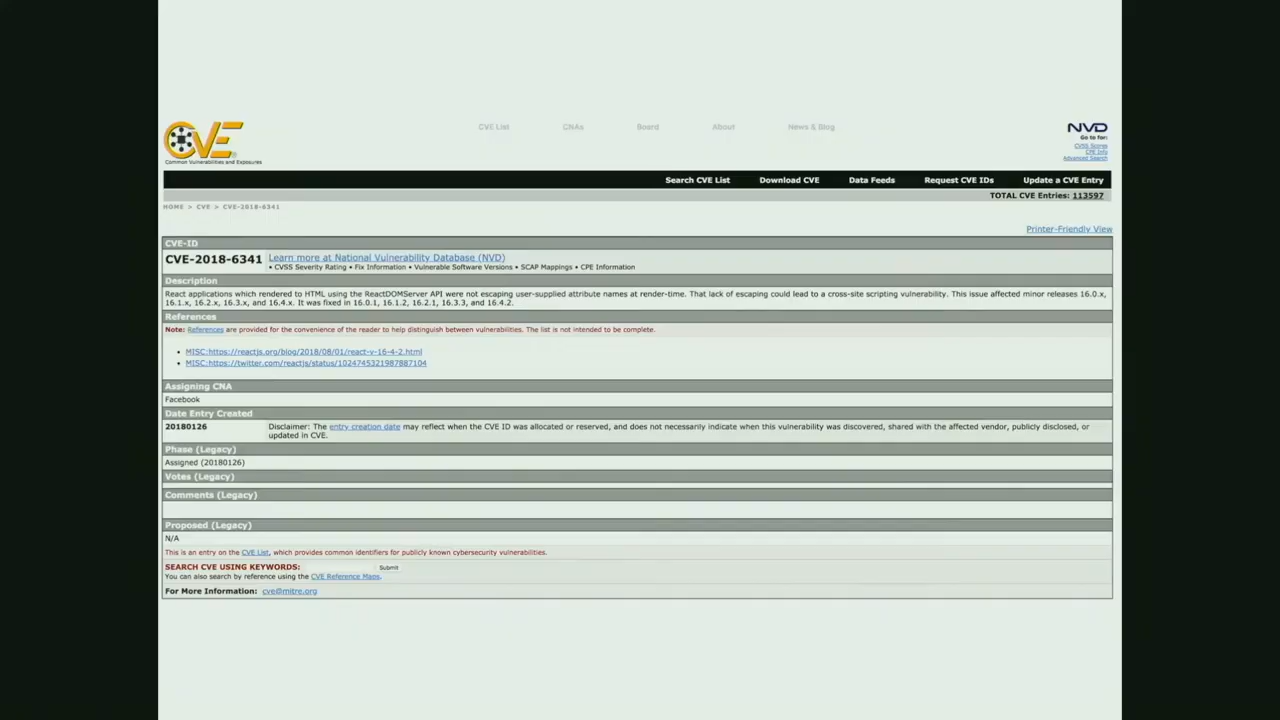 CVE
Common Vulnerabilities and Exposures
CVE List
CNAs
Board
About
News & Blog
NVD
Go to for:
CVSS Scores
CPE Info
Advanced Search
Search CVE List
Download CVE
Data Feeds
Request CVE IDs
Update a CVE Entry
TOTAL CVE Entries: 113597
HOME > CVE > CVE-2018-6341
Printer-Friendly View
CVE-ID
CVE-2018-6341
Learn more at National Vulnerability Database (NVD)
• CVSS Severity Rating • Fix Information • Vulnerable Software Versions • SCAP Mappings • CPE Information
Description
React applications which rendered to HTML using the ReactDOMServer API were not escaping user-supplied attribute names at render-time. That lack of escaping could lead to a cross-site scripting vulnerability. This issue affected minor releases 16.0.x,
16.1.x, 16.2.x, 16.3.x, and 16.4.x. It was fixed in 16.0.1, 16.1.2, 16.2.1, 16.3.3, and 16.4.2.
References
Note: References are provided for the convenience of the reader to help distinguish between vulnerabilities. The list is not intended to be complete.
• MISC:https://reactjs.org/blog/2018/08/01/react-v-16-4-2.html
• MISC:https://twitter.com/reactjs/status/1024745321987887104
Assigning CNA
Facebook
Date Entry Created
20180126
Disclaimer: The entry creation date may reflect when the CVE ID was allocated or reserved, and does not necessarily indicate when this vulnerability was discovered, shared with the affected vendor, publicly disclosed, or
updated in CVE.
Phase (Legacy)
Assigned (20180126)
Votes (Legacy)
Comments (Legacy)
Proposed (Legacy)
N/A
This is an entry on the CVE List, which provides common identifiers for publicly known cybersecurity vulnerabilities.
SEARCH CVE USING KEYWORDS:
Submit
You can also search by reference using the CVE Reference Maps.
For More Information: cve@mitre.org